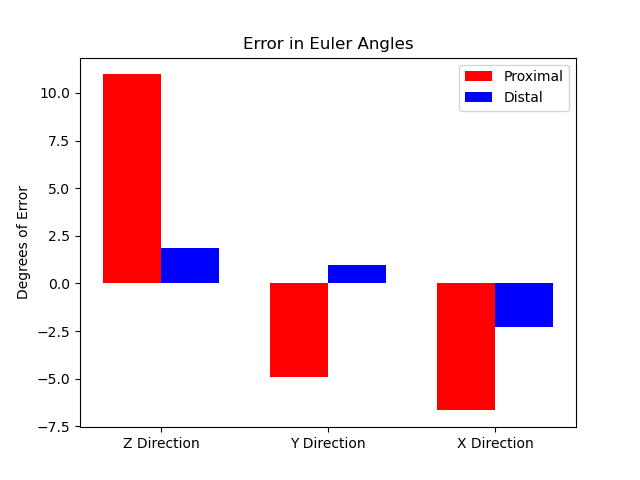 Error in Euler Angles
Proximal
Distal
Degrees of Error
10.0
7.5
5.0
2.5
0.0
−2.5
−5.0
−7.5
Z Direction
Y Direction
X Direction